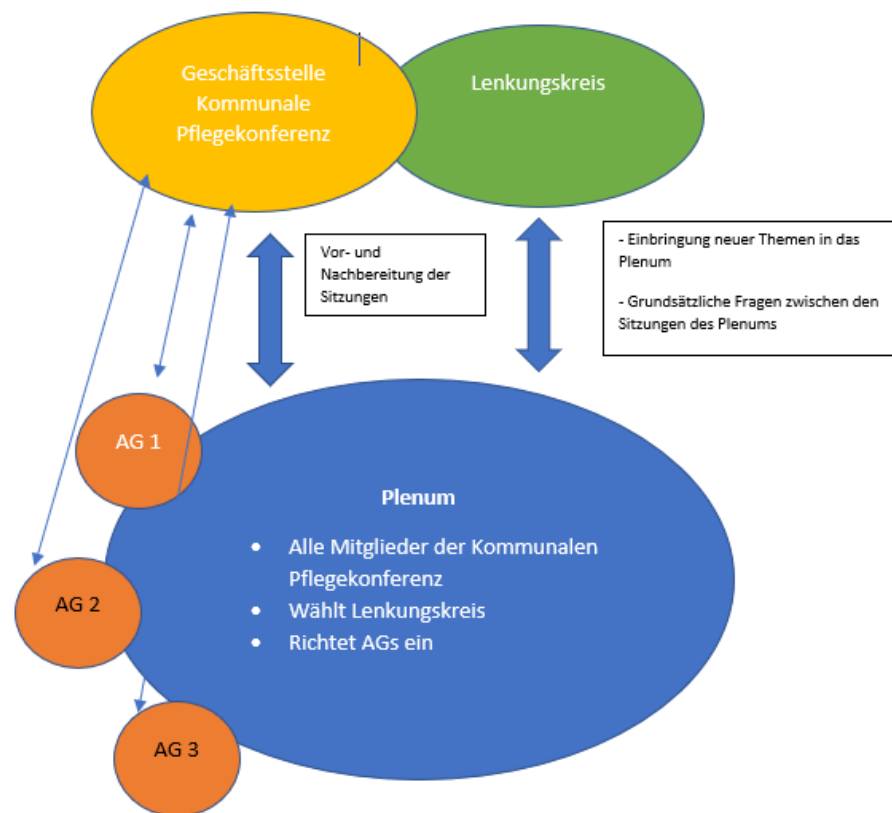 Geschäftsstelle
Kommunale
Pflegekonferenz
Lenkungskreis
Vor- und
Nachbereitung der
Sitzungen
- Einbringung neuer Themen in das
Plenum
- Grundsätzliche Fragen zwischen den
Sitzungen des Plenums
AG 1
AG 2
AG 3
Plenum
• Alle Mitglieder der Kommunalen
Pflegekonferenz
• Wählt Lenkungskreis
• Richtet AGs ein